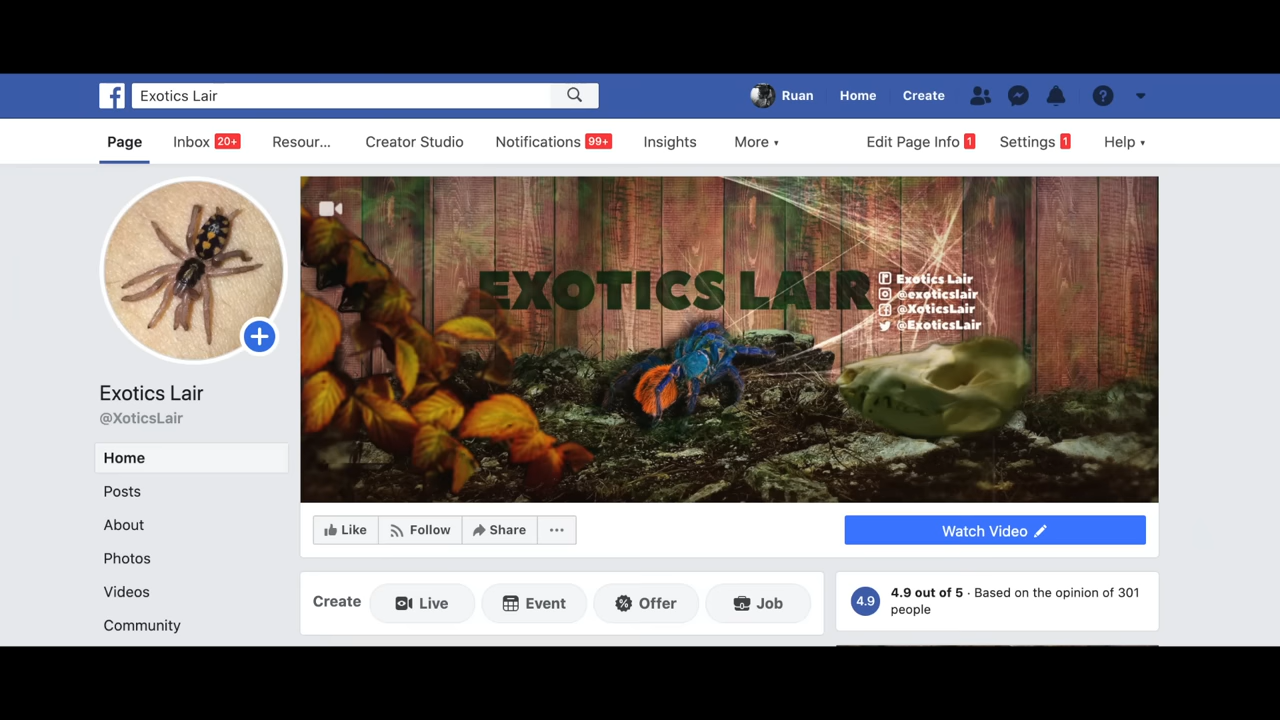 Exotics Lair
Ruan Home Create
Page Inbox 20+ Resour... Creator Studio Notifications 99+ Insights More Edit Page Info 1 Settings 1 Help
EXOTICS LAIR
Exotics Lair
@exoticslair
@XoticsLair
@ExoticsLair
Exotics Lair
@XoticsLair
Home
Posts
About
Photos
Videos
Community
Like Follow Share ...
Watch Video
Create Live Event Offer Job
4.9
4.9 out of 5 · Based on the opinion of 301
people